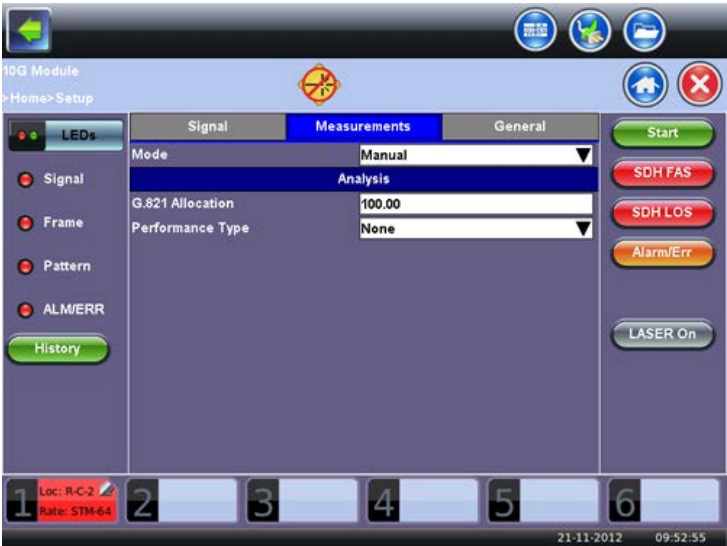 10G Module
>Home>Setup
LEDs
Signal
Frame
Pattern
ALM/ERR
History
Signal Measurements General
Mode Manual
Analysis
G.821 Allocation 100.00
Performance Type None
Start
SDH FAS
SDH LOS
Alarm/Err
LASER On
1 Loc: R-C-2
Rate: STM-64
2
3
4
5
6
21-11-2012 09:52:55